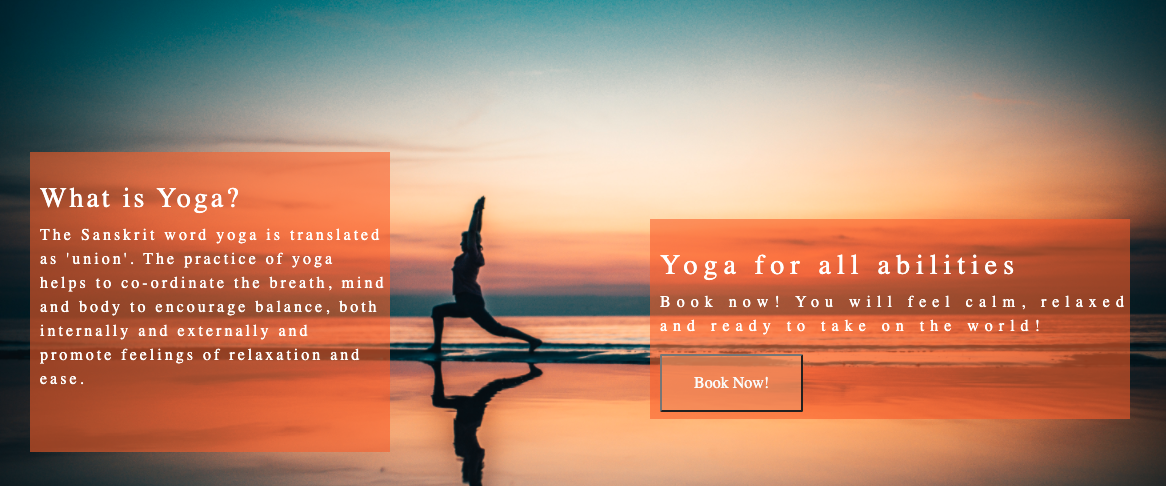 What is Yoga?
The Sanskrit word yoga is translated
as 'union'. The practice of yoga
helps to co-ordinate the breath, mind
and body to encourage balance, both
internally and externally and
promote feelings of relaxation and
ease.
Yoga for all abilities
Book now! You will feel calm, relaxed
and ready to take on the world!
Book Now!